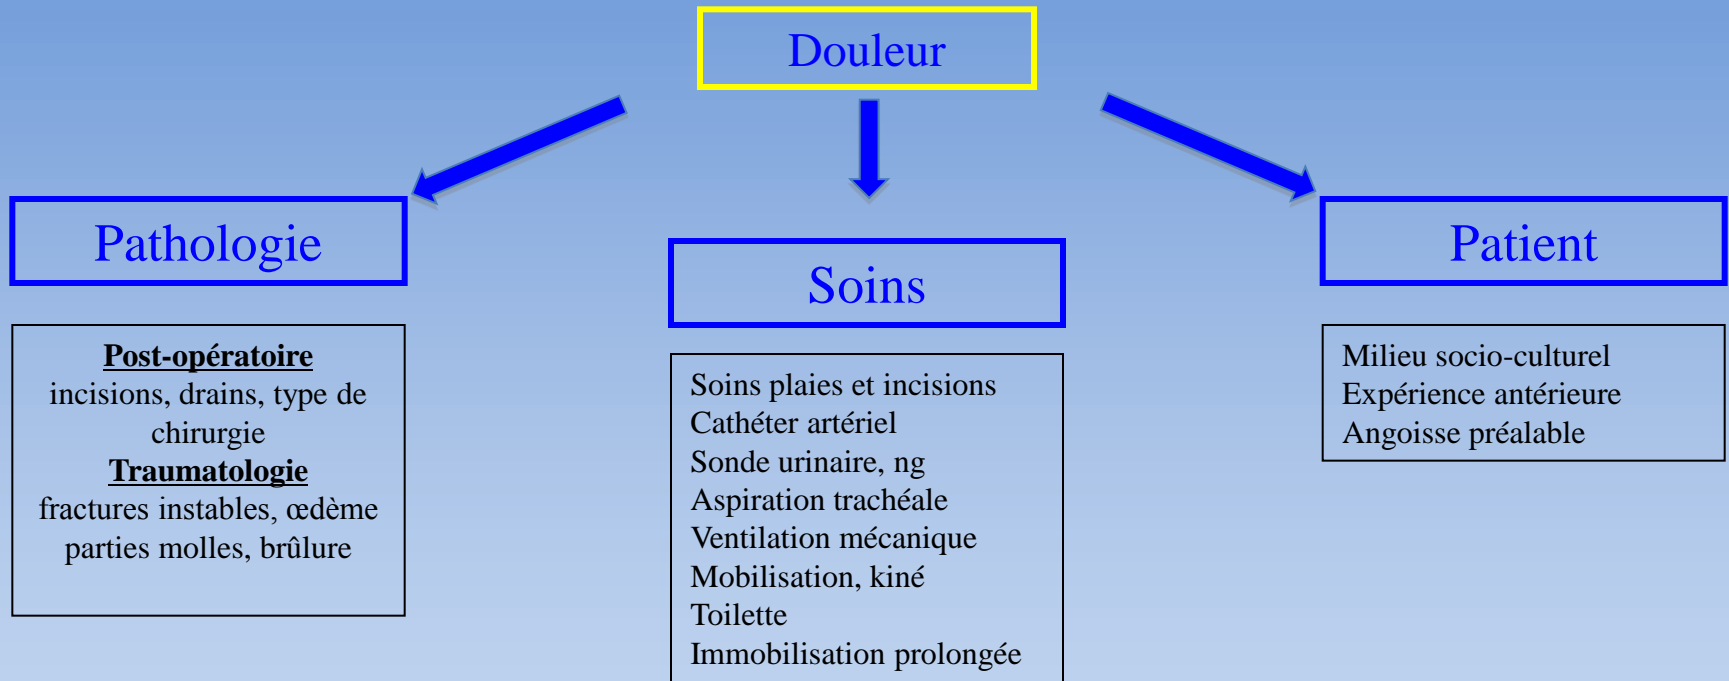 Douleur
Pathologie
Post-opératoire
incisions, drains, type de
chirurgie
Traumatologie
fractures instables, œdème
parties molles, brûlure
Soins
Soins plaies et incisions
Cathéter artériel
Sonde urinaire, ng
Aspiration trachéale
Ventilation mécanique
Mobilisation, kiné
Toilette
Immobilisation prolongée
Patient
Milieu socio-culturel
Expérience antérieure
Angoisse préalable